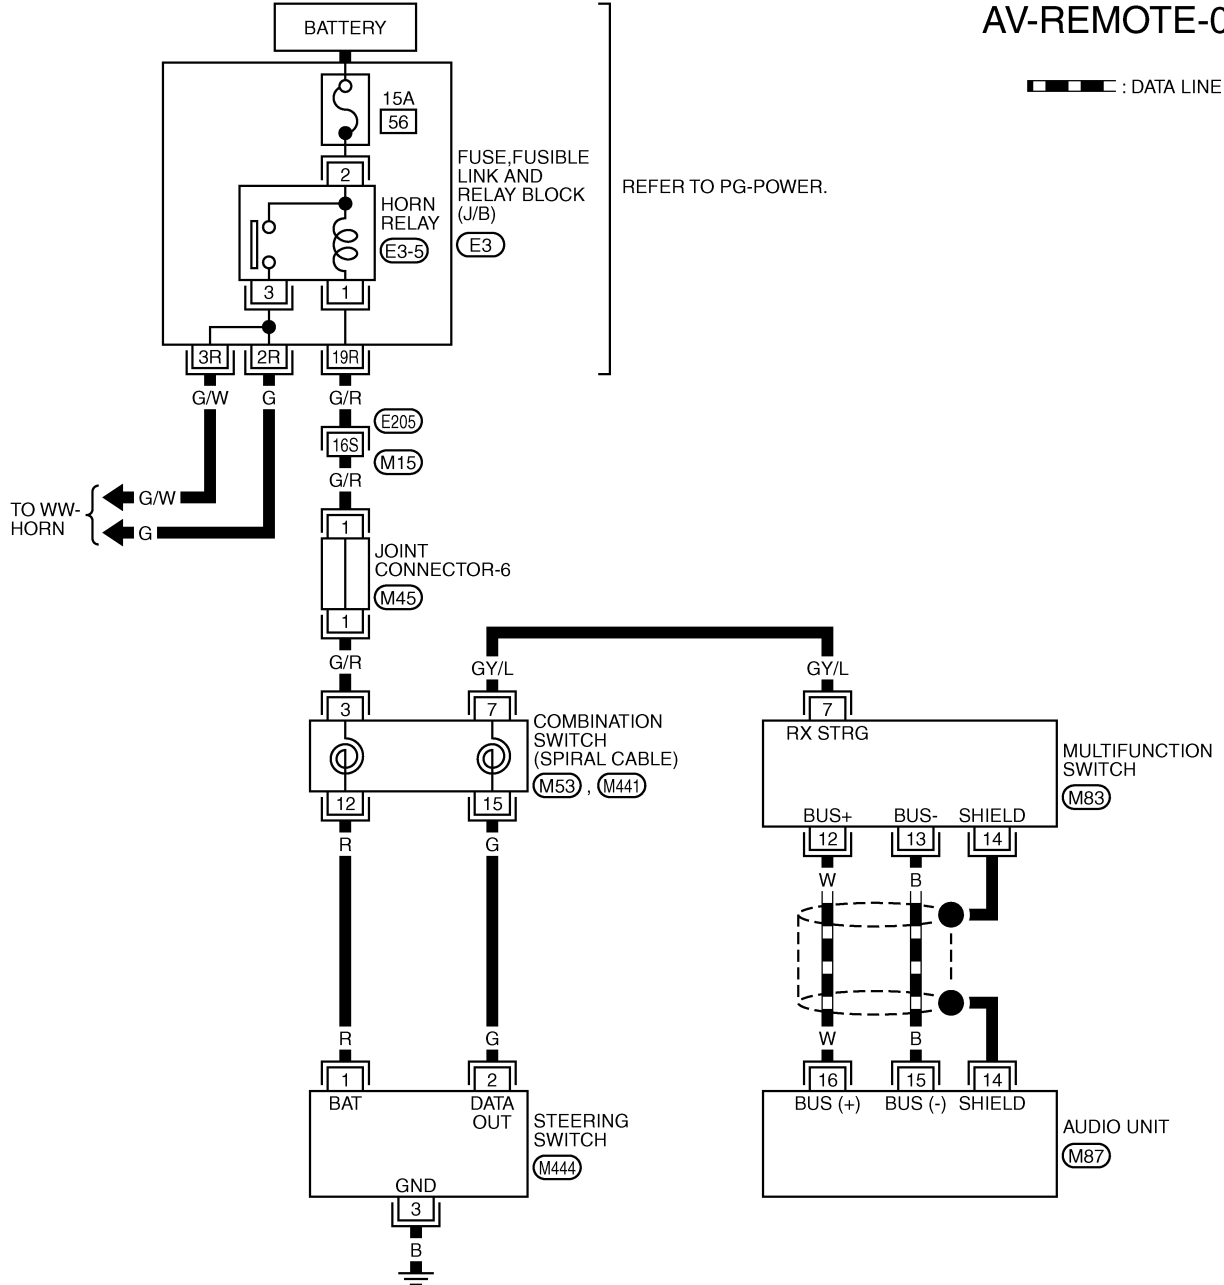 AV-REMOTE-0
: DATA LINE
BATTERY
15A
56
2
HORN
RELAY
E3-5
FUSE,FUSIBLE
LINK AND
RELAY BLOCK
(J/B)
E3
REFER TO PG-POWER.
3
1
3R
2R
19R
G/W
G
G/R
E205
16S
M15
G/R
TO WW-
HORN
G/W
G
1
JOINT
CONNECTOR-6
M45
1
G/R
GY/L
GY/L
3
7
7
COMBINATION
SWITCH
(SPIRAL CABLE)
M53 , M441
12
15
RX STRG
MULTIFUNCTION
SWITCH
M83
BUS+
BUS-
SHIELD
12
13
14
R
G
W
B
R
G
W
B
1
2
16
15
14
BAT
DATA
OUT
STEERING
SWITCH
M444
GND
3
B
BUS (+)
BUS (-)
SHIELD
AUDIO UNIT
M87